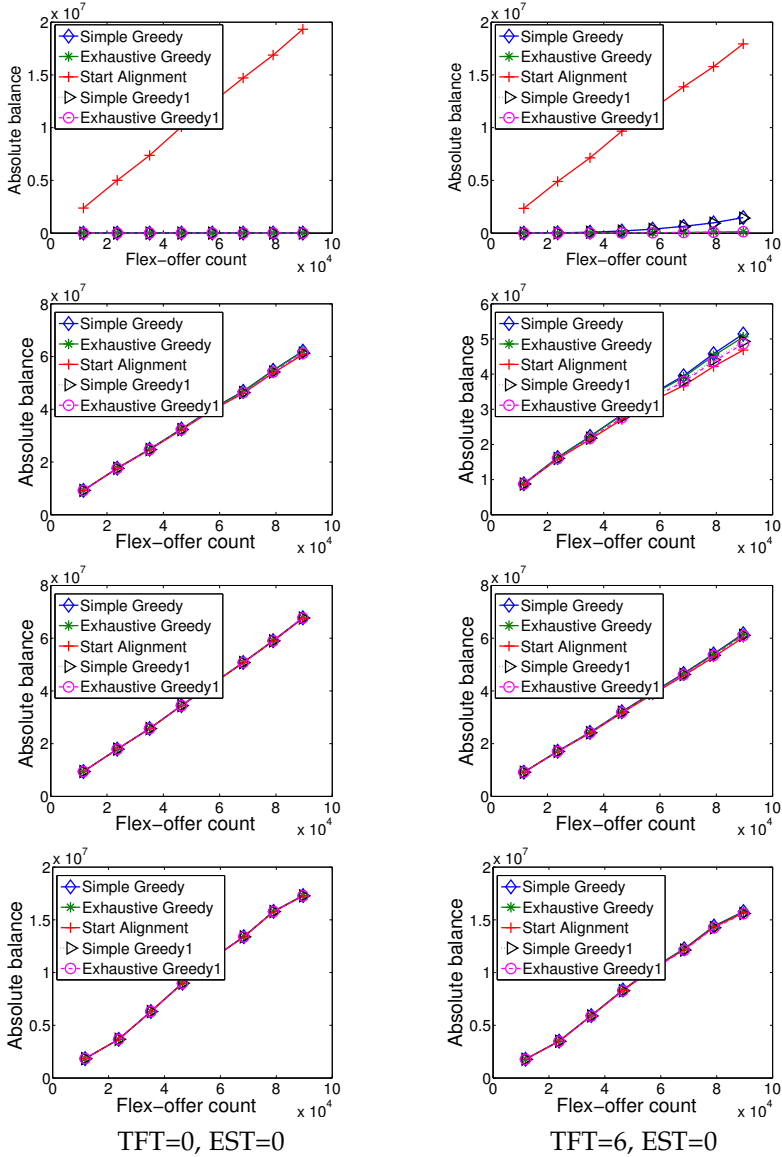 x 10^7
2
1.5
1
0.5
0
Absolute balance
Simple Greedy
Exhaustive Greedy
Start Alignment
Simple Greedy1
Exhaustive Greedy1
0 2 4 6 8 10
x 10^4
Flex-offer count
x 10^7
2
1.5
1
0.5
0
Absolute balance
Simple Greedy
Exhaustive Greedy
Start Alignment
Simple Greedy1
Exhaustive Greedy1
0 2 4 6 8 10
x 10^4
Flex-offer count
x 10^7
8
6
4
2
0
Absolute balance
Simple Greedy
Exhaustive Greedy
Start Alignment
Simple Greedy1
Exhaustive Greedy1
0 2 4 6 8 10
x 10^4
Flex-offer count
x 10^7
6
5
4
3
2
1
0
Absolute balance
Simple Greedy
Exhaustive Greedy
Start Alignment
Simple Greedy1
Exhaustive Greedy1
0 2 4 6 8 10
x 10^4
Flex-offer count
x 10^7
8
6
4
2
0
Absolute balance
Simple Greedy
Exhaustive Greedy
Start Alignment
Simple Greedy1
Exhaustive Greedy1
0 2 4 6 8 10
x 10^4
Flex-offer count
x 10^7
8
6
4
2
0
Absolute balance
Simple Greedy
Exhaustive Greedy
Start Alignment
Simple Greedy1
Exhaustive Greedy1
0 2 4 6 8 10
x 10^4
Flex-offer count
x 10^7
2
1.5
1
0.5
0
Absolute balance
Simple Greedy
Exhaustive Greedy
Start Alignment
Simple Greedy1
Exhaustive Greedy1
0 2 4 6 8 10
x 10^4
Flex-offer count
x 10^7
2
1.5
1
0.5
0
Absolute balance
Simple Greedy
Exhaustive Greedy
Start Alignment
Simple Greedy1
Exhaustive Greedy1
0 2 4 6 8 10
x 10^4
Flex-offer count
TFT=0, EST=0
TFT=6, EST=0